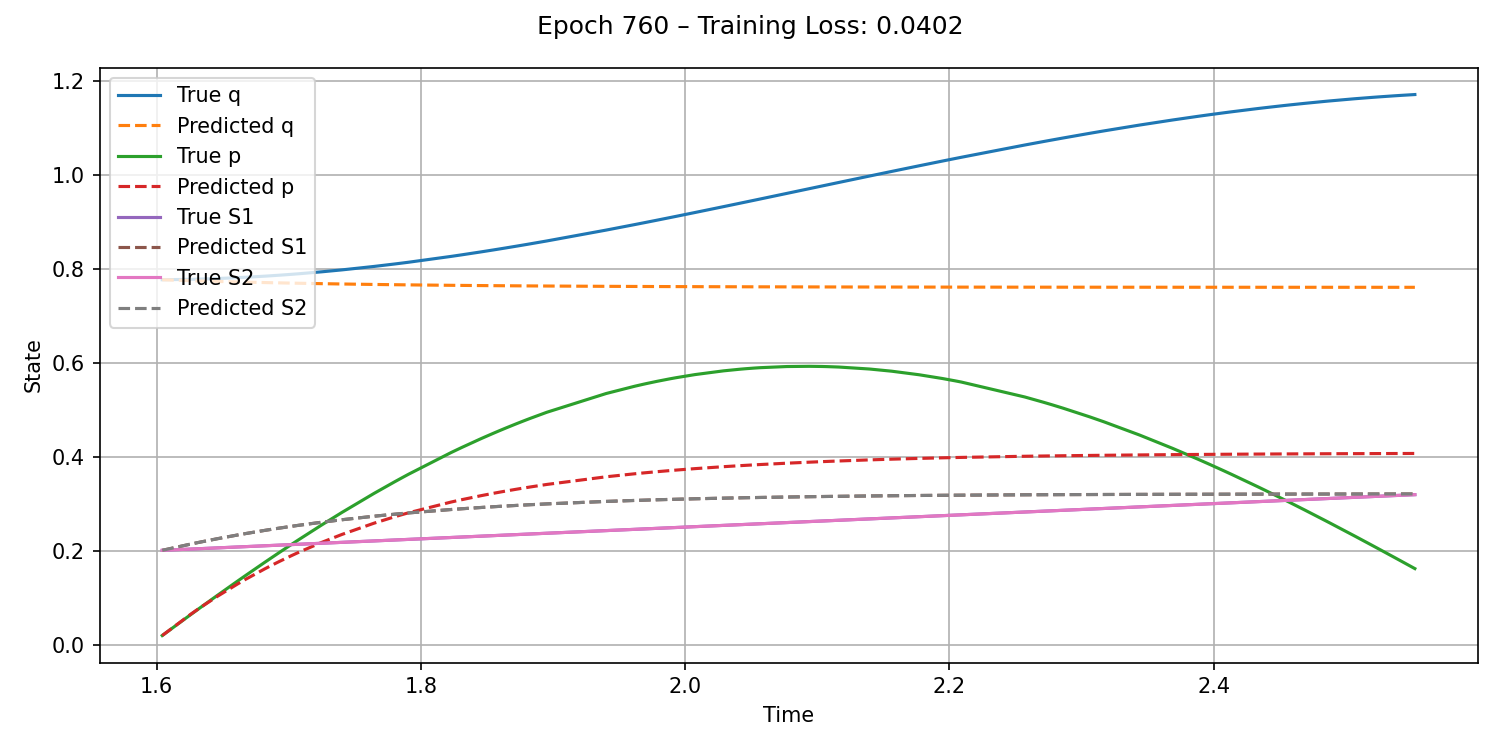 Epoch 760 – Training Loss: 0.0402
1.2
1.0
0.8
0.6
0.4
0.2
0.0
State
True q
Predicted q
True p
Predicted p
True S1
Predicted S1
True S2
Predicted S2
1.6 1.8 2.0 2.2 2.4
Time